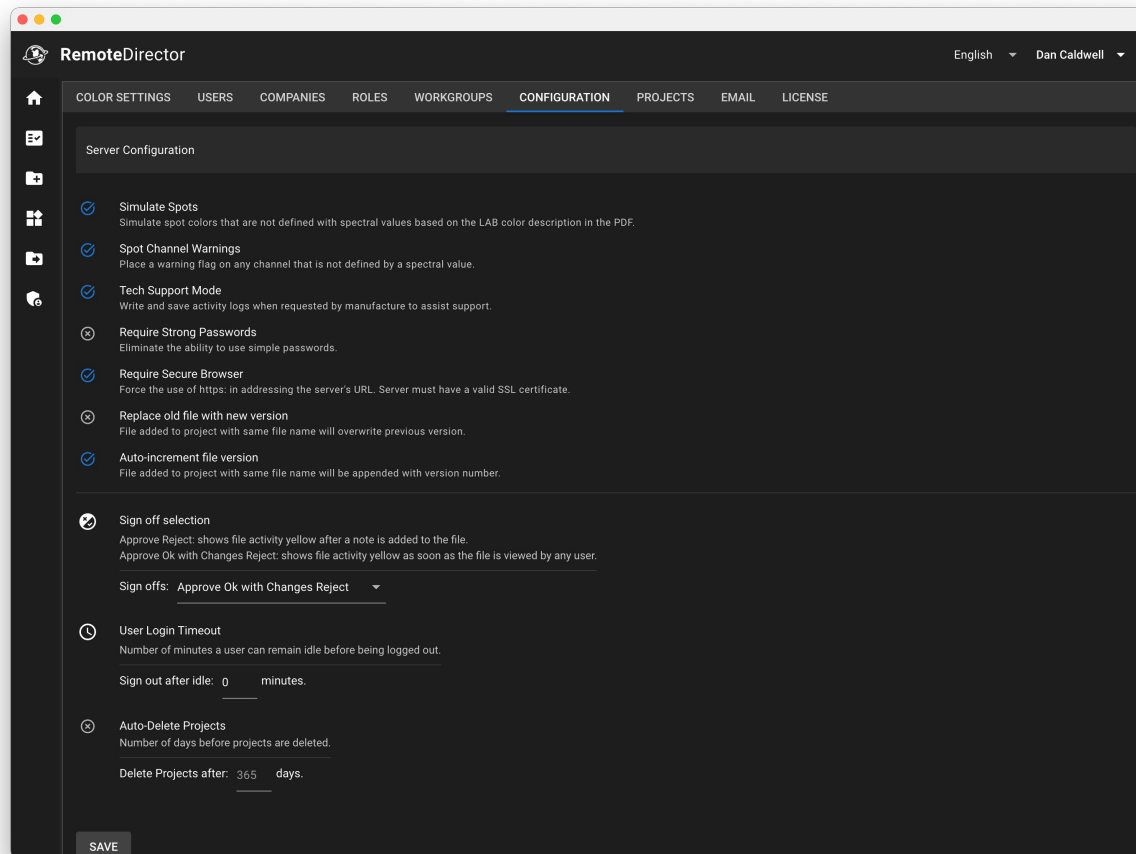 RemoteDirector
English
Dan Caldwell
COLOR SETTINGS USERS COMPANIES ROLES WORKGROUPS CONFIGURATION PROJECTS EMAIL LICENSE
Server Configuration
Simulate Spots
Simulate spot colors that are not defined with spectral values based on the LAB color description in the PDF.
Spot Channel Warnings
Place a warning flag on any channel that is not defined by a spectral value.
Tech Support Mode
Write and save activity logs when requested by manufacture to assist support.
Require Strong Passwords
Eliminate the ability to use simple passwords.
Require Secure Browser
Force the use of https: in addressing the server's URL. Server must have a valid SSL certificate.
Replace old file with new version
File added to project with same file name will overwrite previous version.
Auto-increment file version
File added to project with same file name will be appended with version number.
Sign off selection
Approve Reject: shows file activity yellow after a note is added to the file.
Approve Ok with Changes Reject: shows file activity yellow as soon as the file is viewed by any user.
Sign offs: Approve Ok with Changes Reject
User Login Timeout
Number of minutes a user can remain idle before being logged out.
Sign out after idle: 0 minutes.
Auto-Delete Projects
Number of days before projects are deleted.
Delete Projects after: 365 days.
SAVE